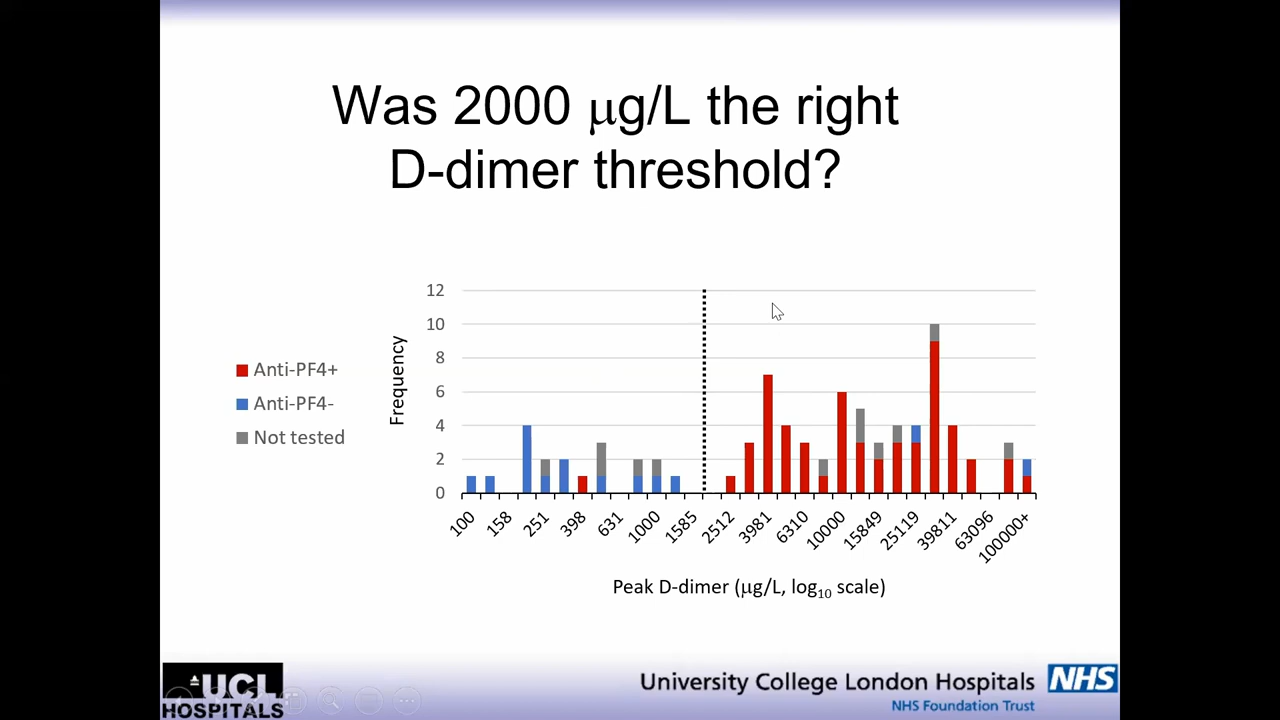 Was 2000 μg/L the right
D-dimer threshold?
12
10
8
6
4
2
0
Frequency
Anti-PF4+
Anti-PF4-
Not tested
100
158
251
398
631
1000
1585
2512
3981
6310
10000
15849
25119
39811
63096
100000+
Peak D-dimer (μg/L, log10 scale)
UCL
HOSPITALS
University College London Hospitals
NHS
NHS Foundation Trust